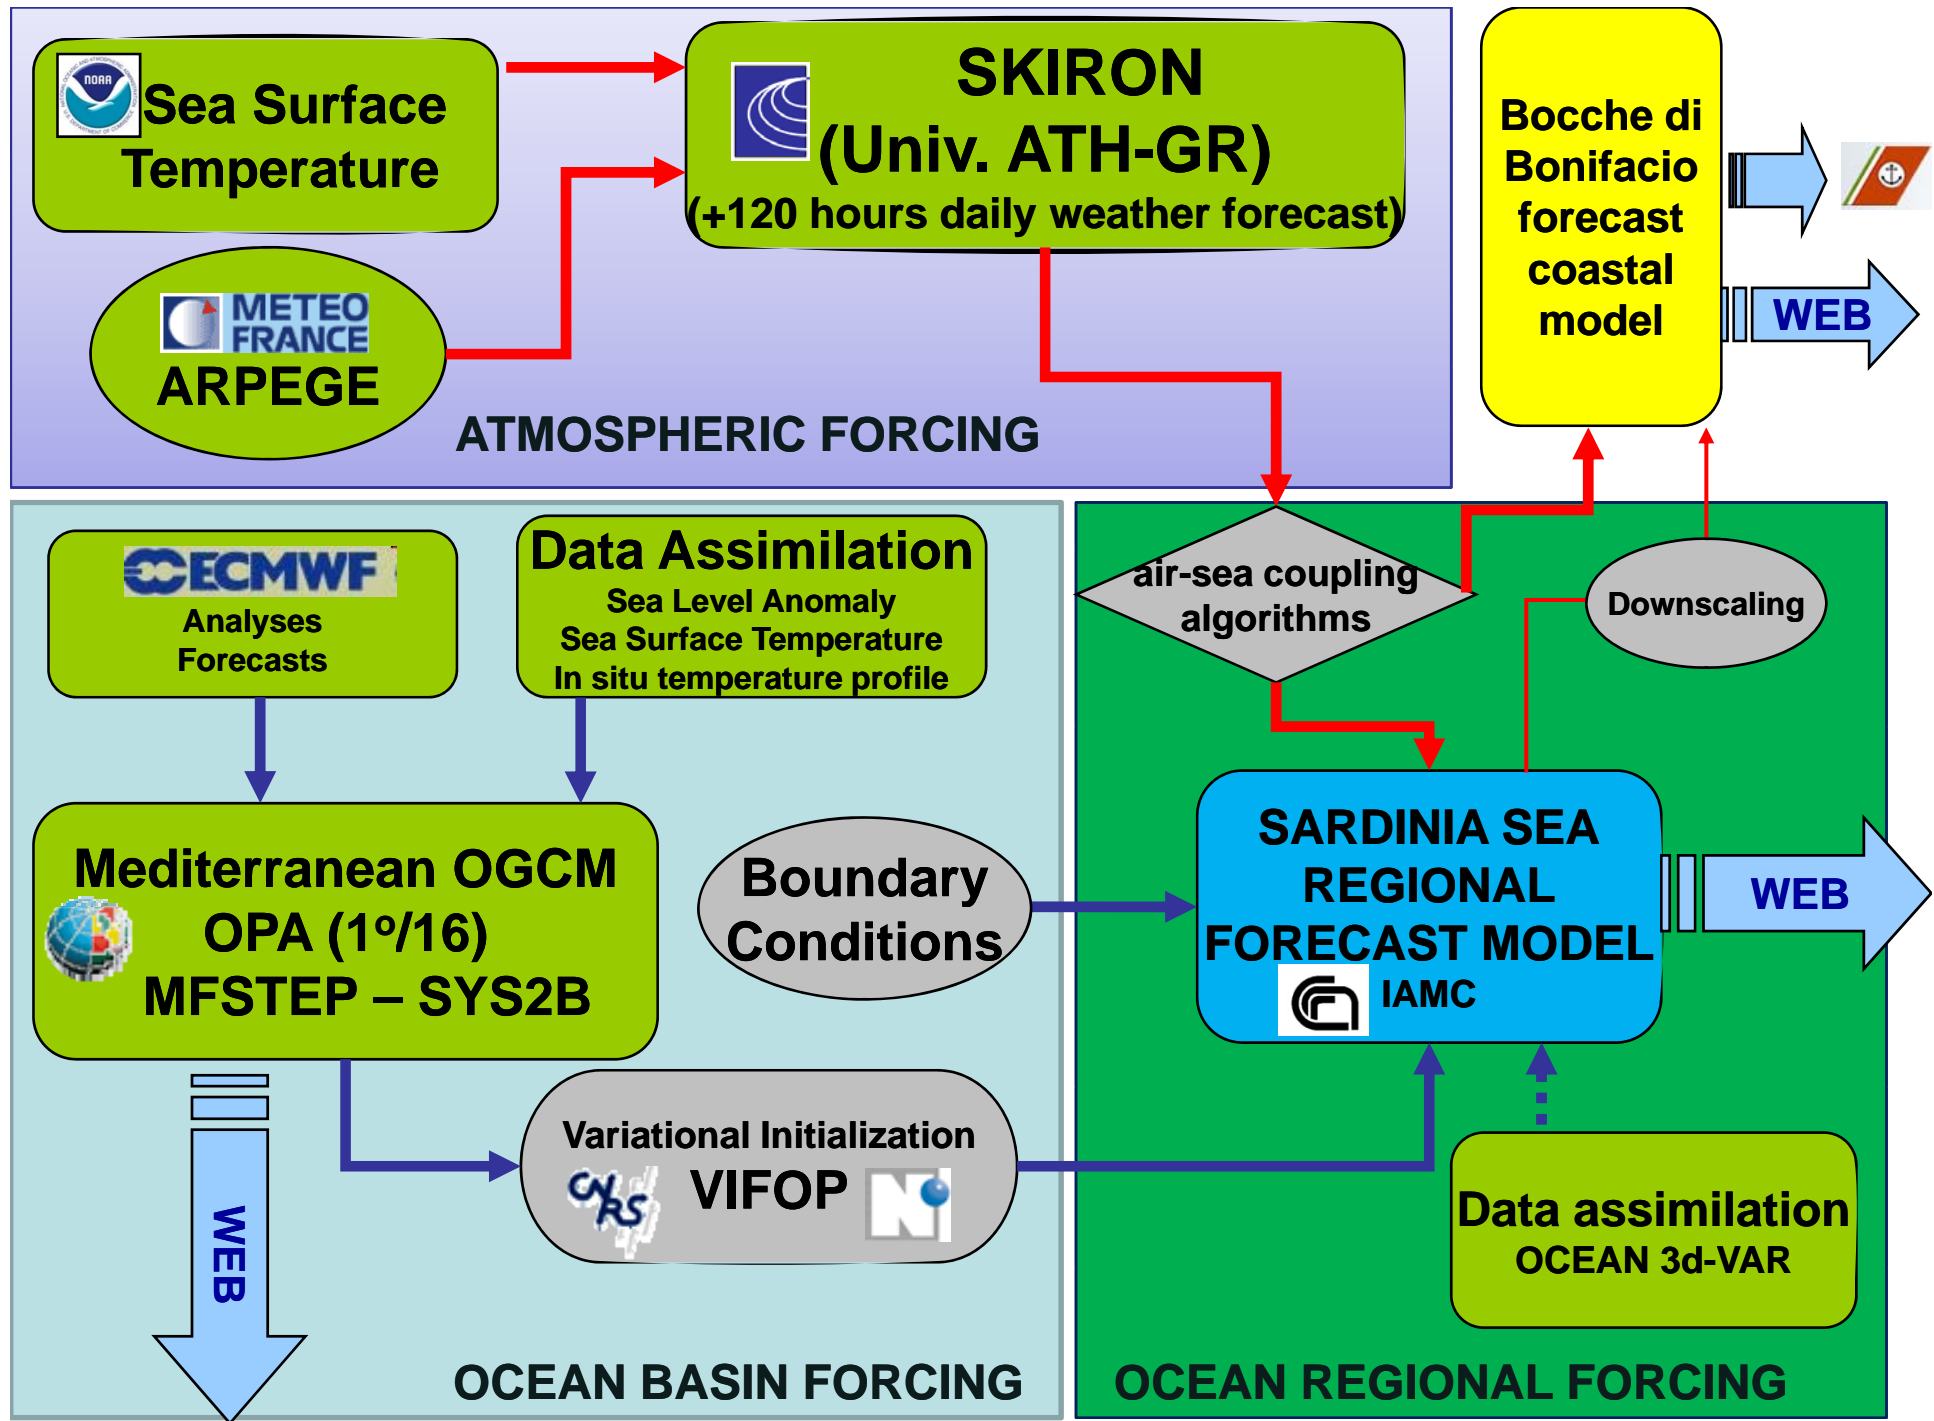 NOAA
Sea Surface
Temperature
SKIRON
(Univ. ATH-GR)
(+120 hours daily weather forecast)
METEO
FRANCE
ARPEGE
ATMOSPHERIC FORCING
Bocche di
Bonifacio
forecast
coastal
model
WEB
ECMWF
Analyses
Forecasts
Data Assimilation
Sea Level Anomaly
Sea Surface Temperature
In situ temperature profile
Mediterranean OGCM
OPA (1º/16)
MFSTEP – SYS2B
Boundary
Conditions
Variational Initialization
VIFOP
CNRS
WEB
OCEAN BASIN FORCING
air-sea coupling
algorithms
Downscaling
SARDINIA SEA
REGIONAL
FORECAST MODEL
IAMC
WEB
Data assimilation
OCEAN 3d-VAR
OCEAN REGIONAL FORCING